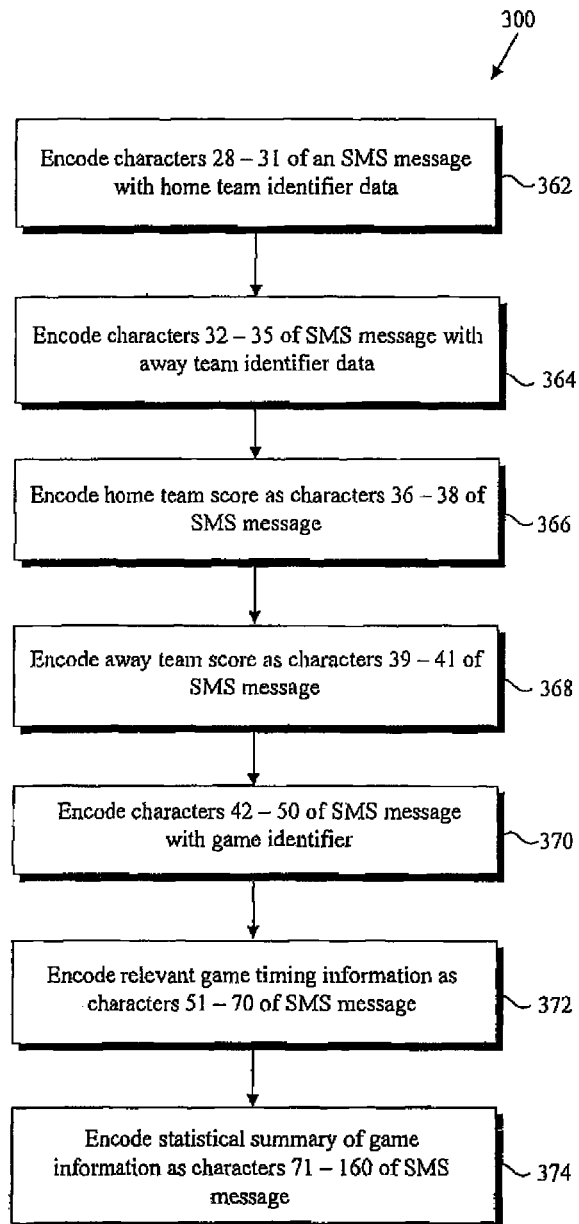 300
Encode characters 28 – 31 of an SMS message
with home team identifier data
362
Encode characters 32 – 35 of SMS message with
away team identifier data
364
Encode home team score as characters 36 – 38 of
SMS message
366
Encode away team score as characters 39 – 41 of
SMS message
368
Encode characters 42 – 50 of SMS message
with game identifier
370
Encode relevant game timing information as
characters 51 – 70 of SMS message
372
Encode statistical summary of game
information as characters 71 – 160 of SMS
message
374